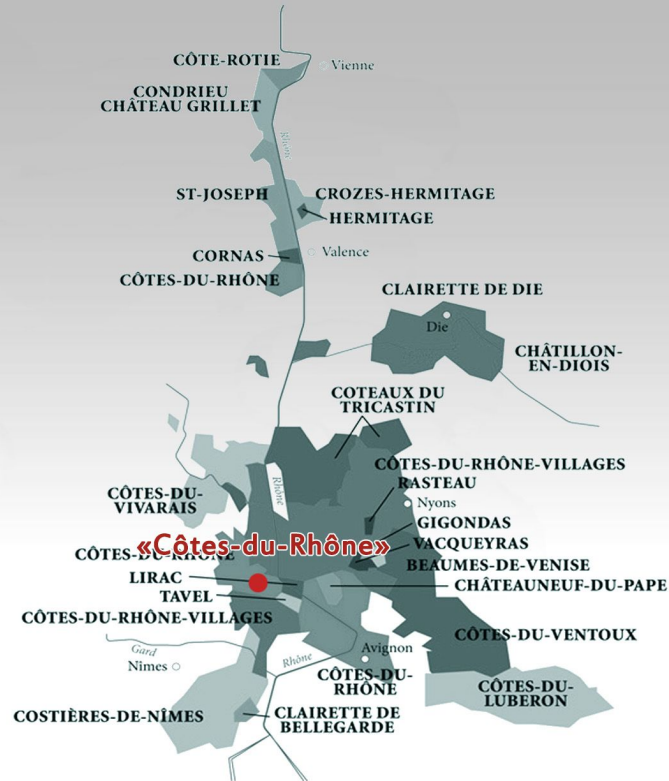 CÔTE-ROTIE
Vienne
CONDRIEU
CHÂTEAU GRILLET
Rhône
ST-JOSEPH
CROZES-HERMITAGE
HERMITAGE
CORNAS
Valence
CÔTES-DU-RHÔNE
CLAIRETTE DE DIE
Die
CHÂTILLON-
EN-DIOIS
COTEAUX DU
TRICASTIN
CÔTES-DU-RHÔNE-VILLAGES
RASTEAU
Rhône
CÔTES-DU-
VIVARAIS
Nyons
GIGONDAS
«Côtes-du-Rhône»
VACQUEYRAS
CÔTES-DU-RHÔNE
BEAUMES-DE-VENISE
LIRAC
CHÂTEAUNEUF-DU-PAPE
TAVEL
CÔTES-DU-RHÔNE-VILLAGES
CÔTES-DU-VENTOUX
Gard
Avignon
Nîmes
Rhône
CÔTES-DU-
RHÔNE
CÔTES-DU-
LUBERON
COSTIÈRES-DE-NÎMES
CLAIRETTE DE
BELLEGARDE